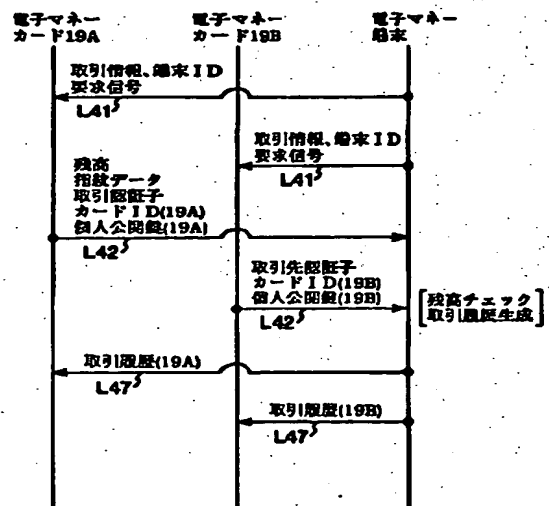 電子マネー
カード19A
電子マネー
カード19B
電子マネー
端末
取引情報、端末ID
要求信号
L41
取引情報、端末ID
要求信号
L41
残高
指紋データ
取引認証子
カードID(19A)
個人公開鍵(19A)
L42
取引先認証子
カードID(19B)
個人公開鍵(19B)
L42
残高チェック
取引履歴生成
取引履歴(19A)
L47
取引履歴(19B)
L47